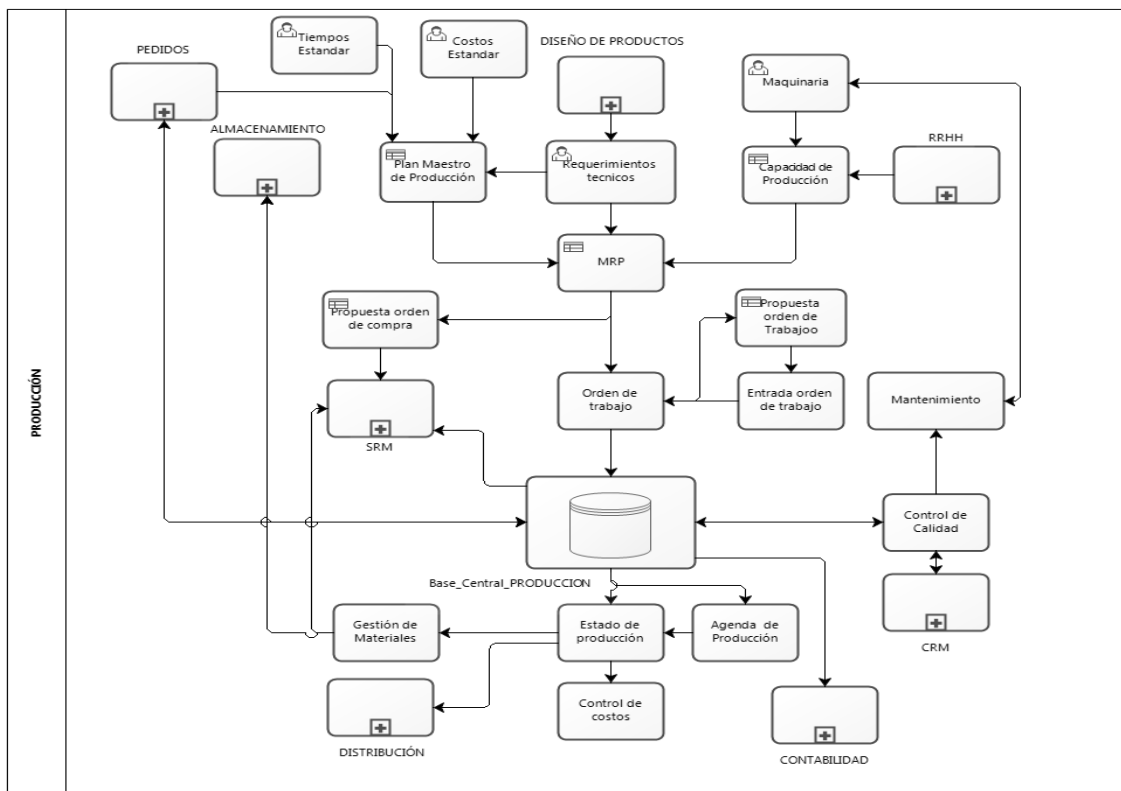 PRODUCCIÓN
PEDIDOS
Tiempos
Estandar
Costos
Estandar
DISEÑO DE PRODUCTOS
Maquinaria
ALMACENAMIENTO
RRHH
Plan Maestro
de Producción
Requerimientos
tecnicos
Capacidad de
Producción
MRP
Propuesta orden
de compra
Propuesta
orden de
Trabajoo
Orden de
trabajo
Entrada orden
de trabajo
Mantenimiento
SRM
Control de
Calidad
Base_Central_PRODUCCION
Gestión de
Materiales
Estado de
producción
Agenda de
Producción
CRM
Control de
costos
DISTRIBUCIÓN
CONTABILIDAD